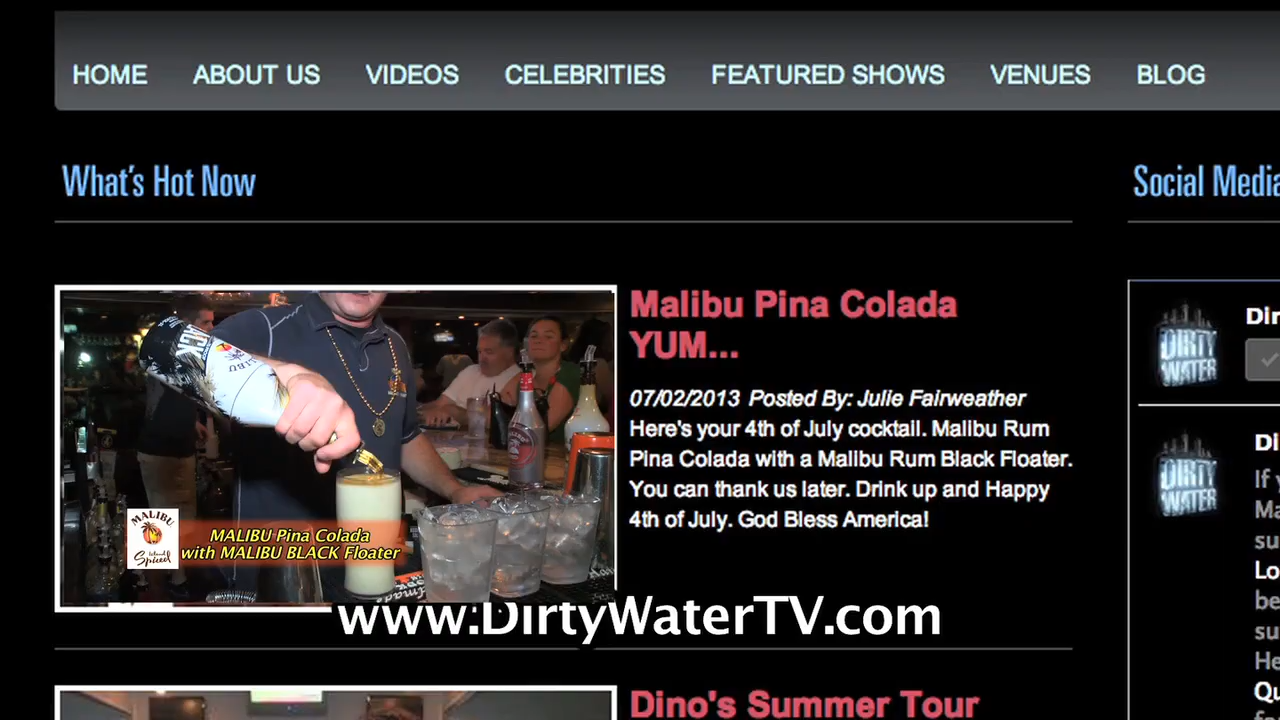 HOME ABOUT US VIDEOS CELEBRITIES FEATURED SHOWS VENUES BLOG
What's Hot Now
Social Media
Malibu Pina Colada
YUM...
07/02/2013 Posted By: Julie Fairweather
Here's your 4th of July cocktail. Malibu Rum
Pina Colada with a Malibu Rum Black Floater.
You can thank us later. Drink up and Happy
4th of July. God Bless America!
BLACK
MALIBU
MALIBU
Island
Spiced
MALIBU Pina Colada
with MALIBU BLACK Floater
www.DirtyWaterTV.com
Dino's Summer Tour
DIRTY
WATER
Dir
DIRTY
WATER
Di
If y
Ma
su
Lo
be
su
He
Qu